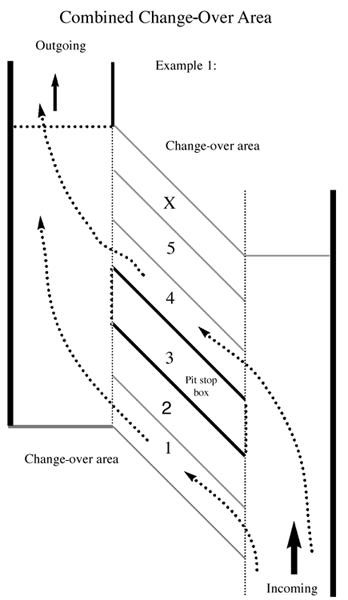 Combined Change-Over Area
Outgoing
Example 1:
Change-over area
X
5
4
3
Pit stop
box
2
1
Change-over area
Incoming